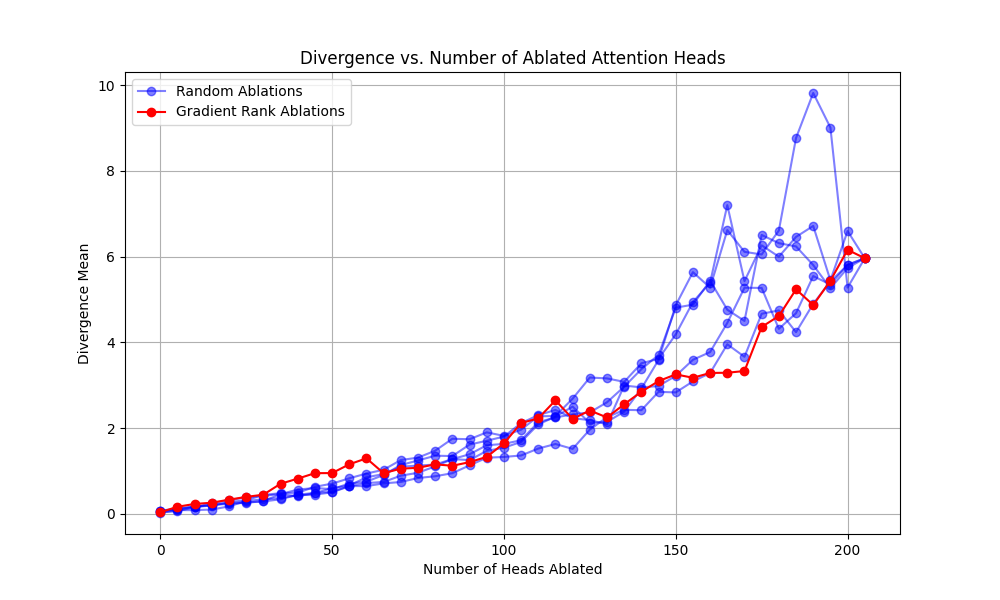 Divergence vs. Number of Ablated Attention Heads
Random Ablations
Gradient Rank Ablations
10
8
6
4
2
0
Divergence Mean
0 50 100 150 200
Number of Heads Ablated